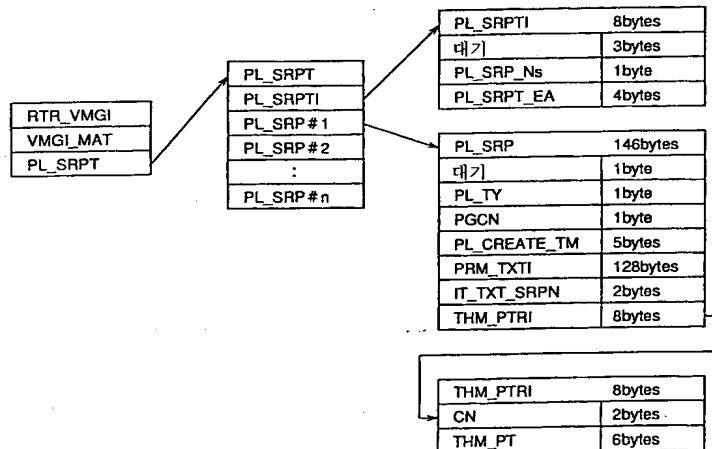 RTR_VMGI
VMGI_MAT
PL_SRPT
PL_SRPT
PL_SRPTI
PL_SRP#1
PL_SRP#2
:
PL_SRP#n
PL_SRPTI 8bytes
대기 3bytes
PL_SRP_Ns 1byte
PL_SRPT_EA 4bytes
PL_SRP 146bytes
대기 1byte
PL_TY 1byte
PGCN 1byte
PL_CREATE_TM 5bytes
PRM_TXTI 128bytes
IT_TXT_SRPN 2bytes
THM_PTRI 8bytes
THM_PTRI 8bytes
CN 2bytes
THM_PT 6bytes